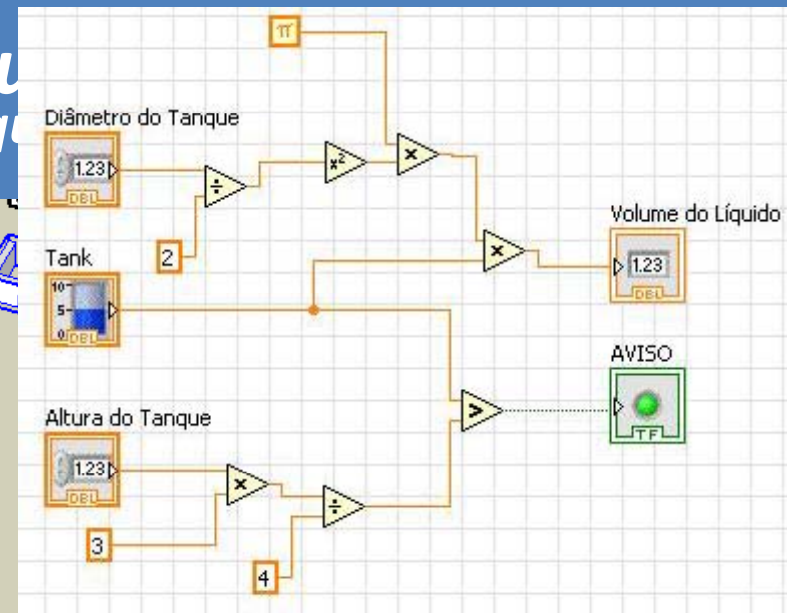 π
Diâmetro do Tanque
1.23
DBL
÷
x²
×
2
Tank
10
5
0
DBL
×
Volume do Líquido
1.23
DBL
AVISO
TF
>
Altura do Tanque
1.23
DBL
×
÷
3
4